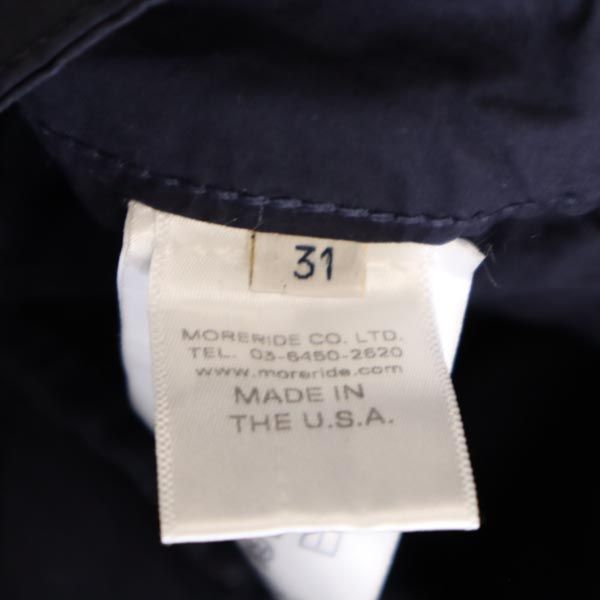 31
MORERIDE CO. LTD.
TEL. 03-6450-2620
www.moreride.com
MADE IN
THE U.S.A.